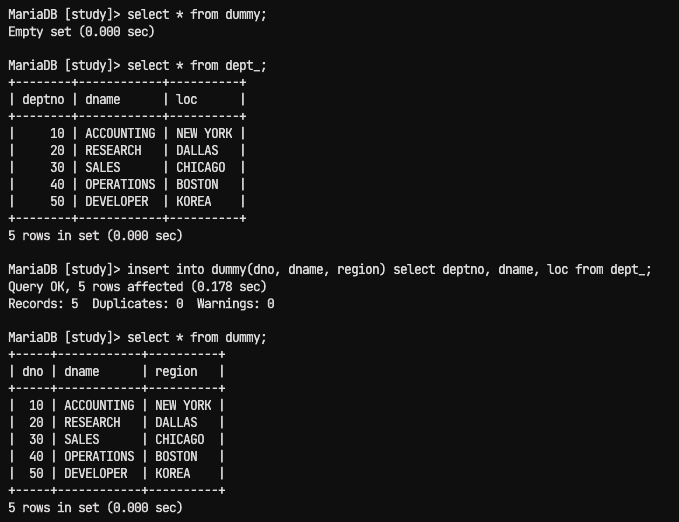 MariaDB [study]> select * from dummy;
Empty set (0.000 sec)
MariaDB [study]> select * from dept_;
+--------+------------+----------+
| deptno | dname      | loc      |
+--------+------------+----------+
|     10 | ACCOUNTING | NEW YORK |
|     20 | RESEARCH   | DALLAS   |
|     30 | SALES      | CHICAGO  |
|     40 | OPERATIONS | BOSTON   |
|     50 | DEVELOPER  | KOREA    |
+--------+------------+----------+
5 rows in set (0.000 sec)
MariaDB [study]> insert into dummy(dno, dname, region) select deptno, dname, loc from dept_;
Query OK, 5 rows affected (0.178 sec)
Records: 5  Duplicates: 0  Warnings: 0
MariaDB [study]> select * from dummy;
+-----+------------+----------+
| dno | dname      | region   |
+-----+------------+----------+
|  10 | ACCOUNTING | NEW YORK |
|  20 | RESEARCH   | DALLAS   |
|  30 | SALES      | CHICAGO  |
|  40 | OPERATIONS | BOSTON   |
|  50 | DEVELOPER  | KOREA    |
+-----+------------+----------+
5 rows in set (0.000 sec)